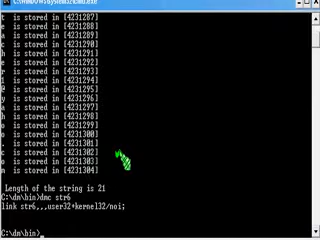 C:\WINDOWS\System32\cmd.exe
t is stored in [4231287]
e is stored in [4231288]
a is stored in [4231289]
c is stored in [4231290]
h is stored in [4231291]
e is stored in [4231292]
r is stored in [4231293]
1 is stored in [4231294]
@ is stored in [4231295]
y is stored in [4231296]
a is stored in [4231297]
h is stored in [4231298]
o is stored in [4231299]
o is stored in [4231300]
. is stored in [4231301]
c is stored in [4231302]
o is stored in [4231303]
m is stored in [4231304]
Length of the string is 21
C:\dm\bin>dmc str6
link str6,,,user32+kernel32/noi;
C:\dm\bin>_